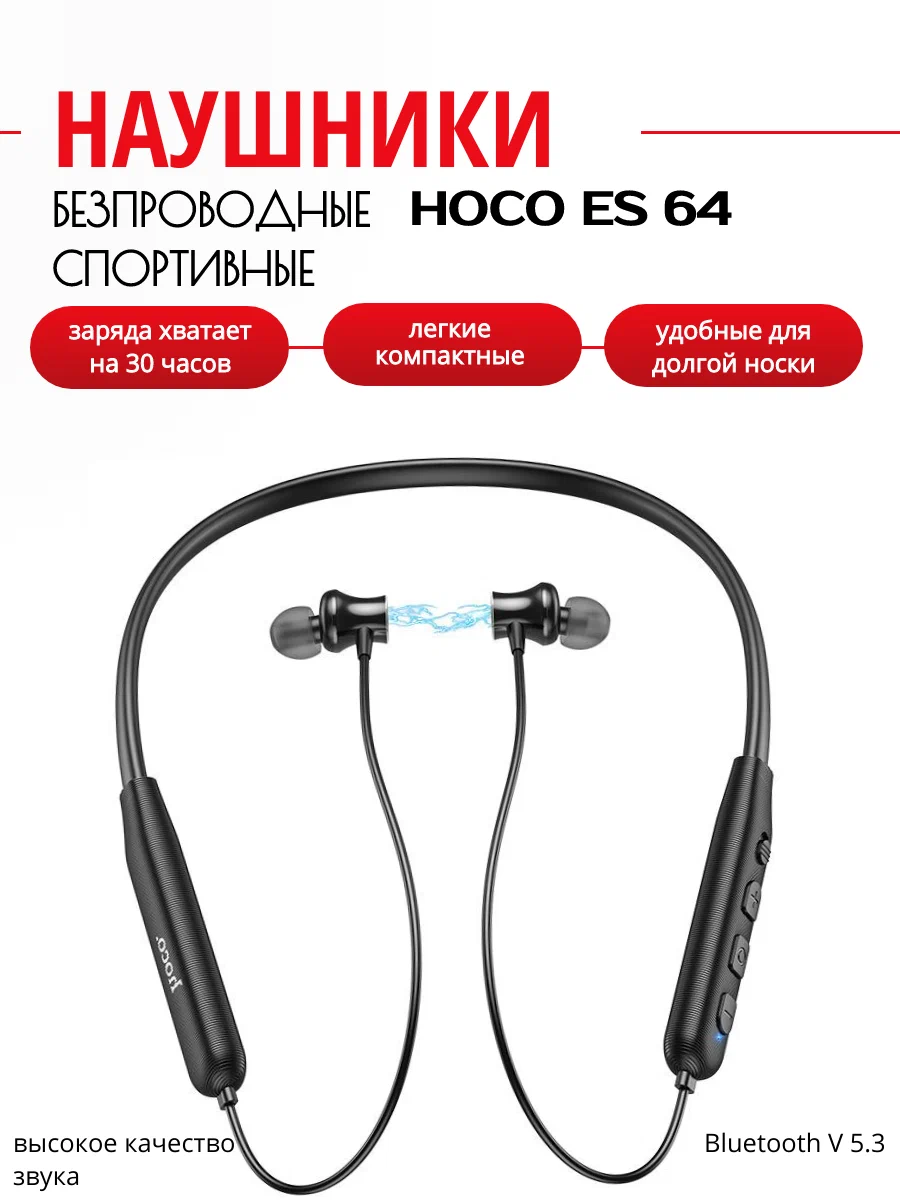 НАУШНИКИ
БЕЗПРОВОДНЫЕ HOCO ES 64
СПОРТИВНЫЕ
заряда хватает
на 30 часов
легкие
компактные
удобные для
долгой носки
hoco.
высокое качество
звука
Bluetooth V 5.3